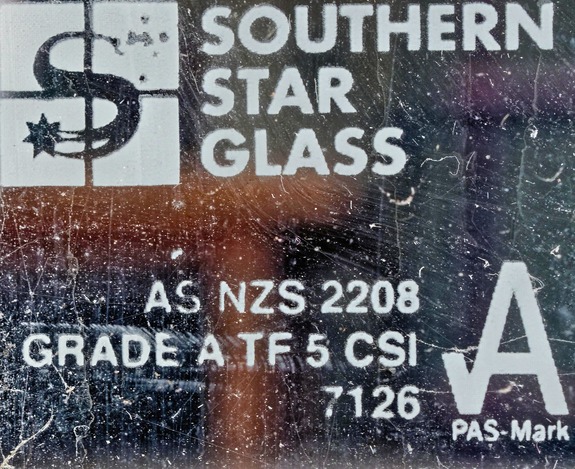 SOUTHERN
STAR
GLASS
AS NZS 2208
GRADE A TF 5 CSI
7126
A
PAS-Mark